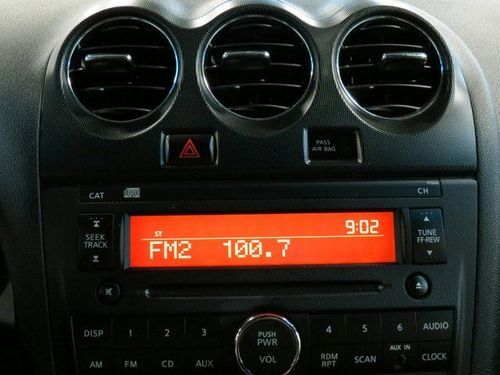 PASS
AIR BAG
CAT
CH
SEEK
TRACK
ST
9:02
FM2 100.7
TUNE
FF·REW
DISP 1 2 3
PUSH
PWR
VOL
4 5 6 AUDIO
AM FM CD AUX
RDM
RPT
SCAN
AUX IN
CLOCK